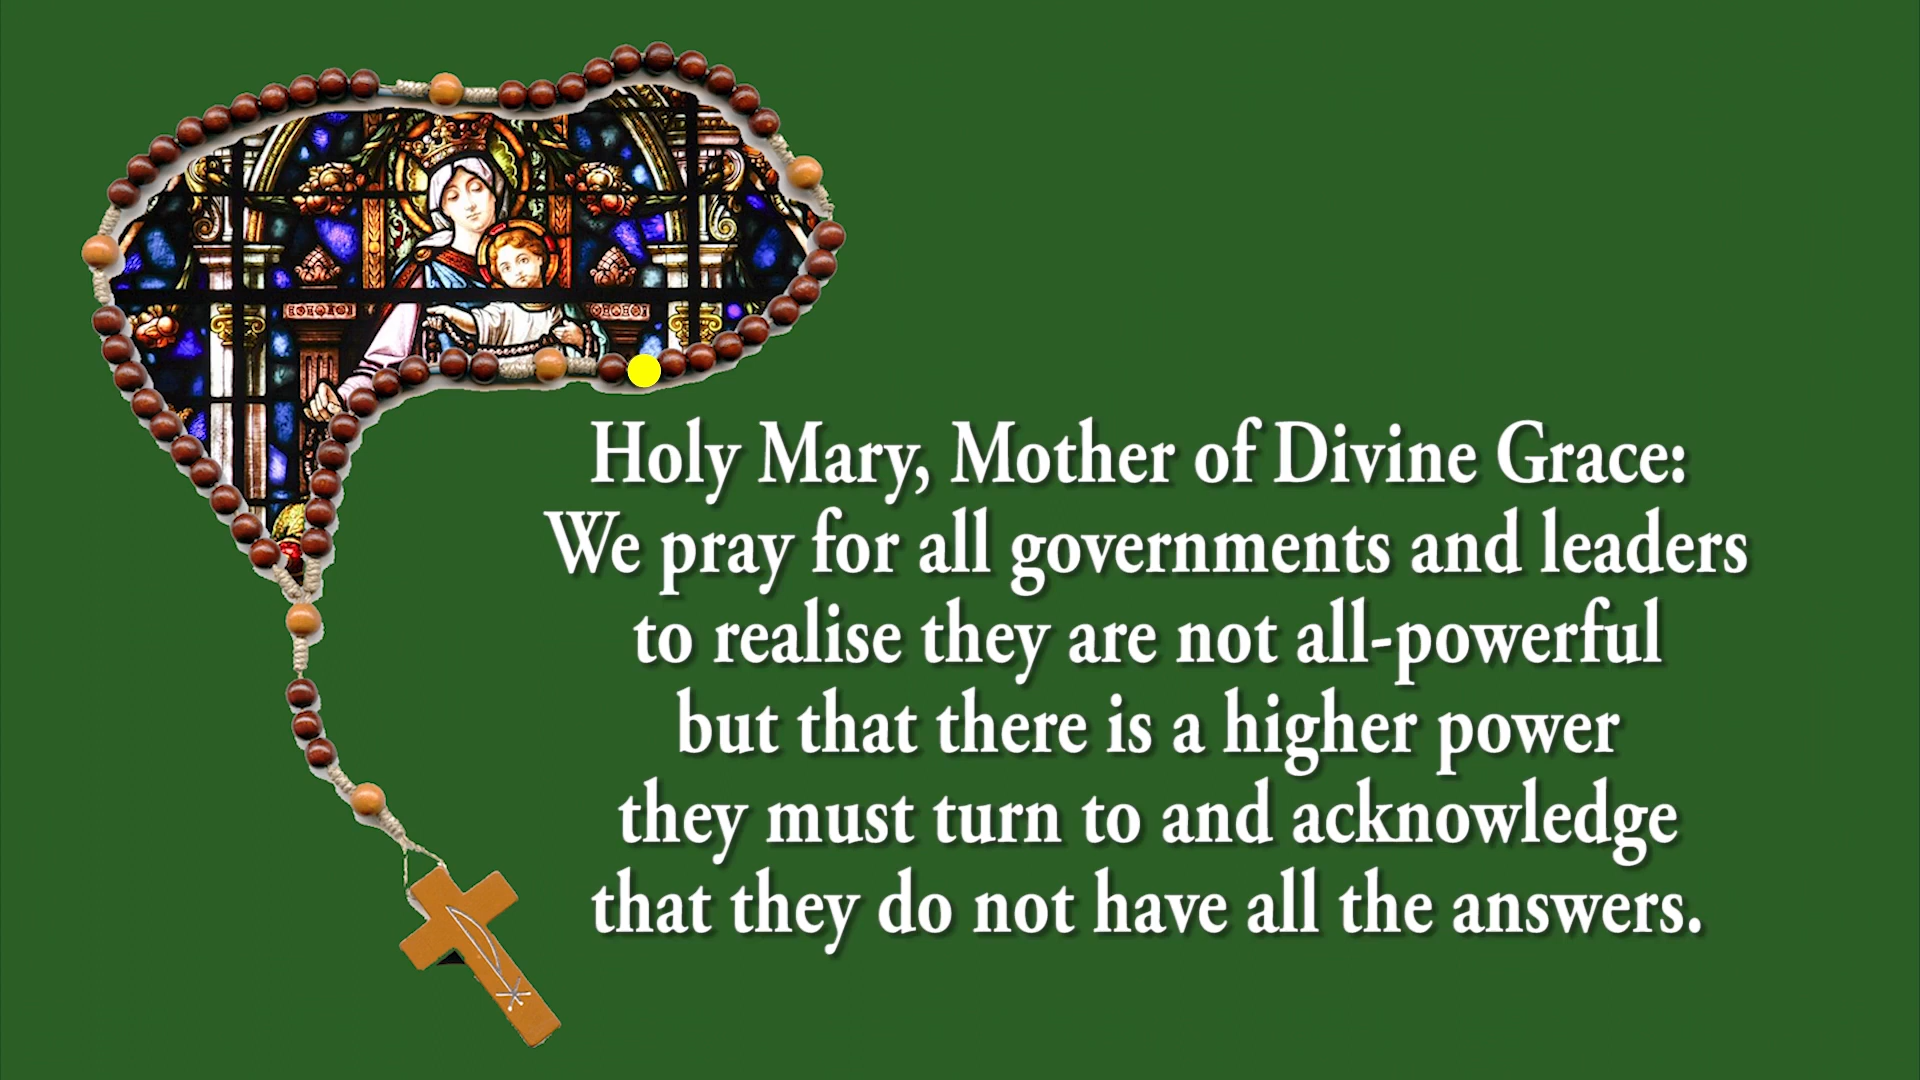 Holy Mary, Mother of Divine Grace:
We pray for all governments and leaders
to realise they are not all-powerful
but that there is a higher power
they must turn to and acknowledge
that they do not have all the answers.